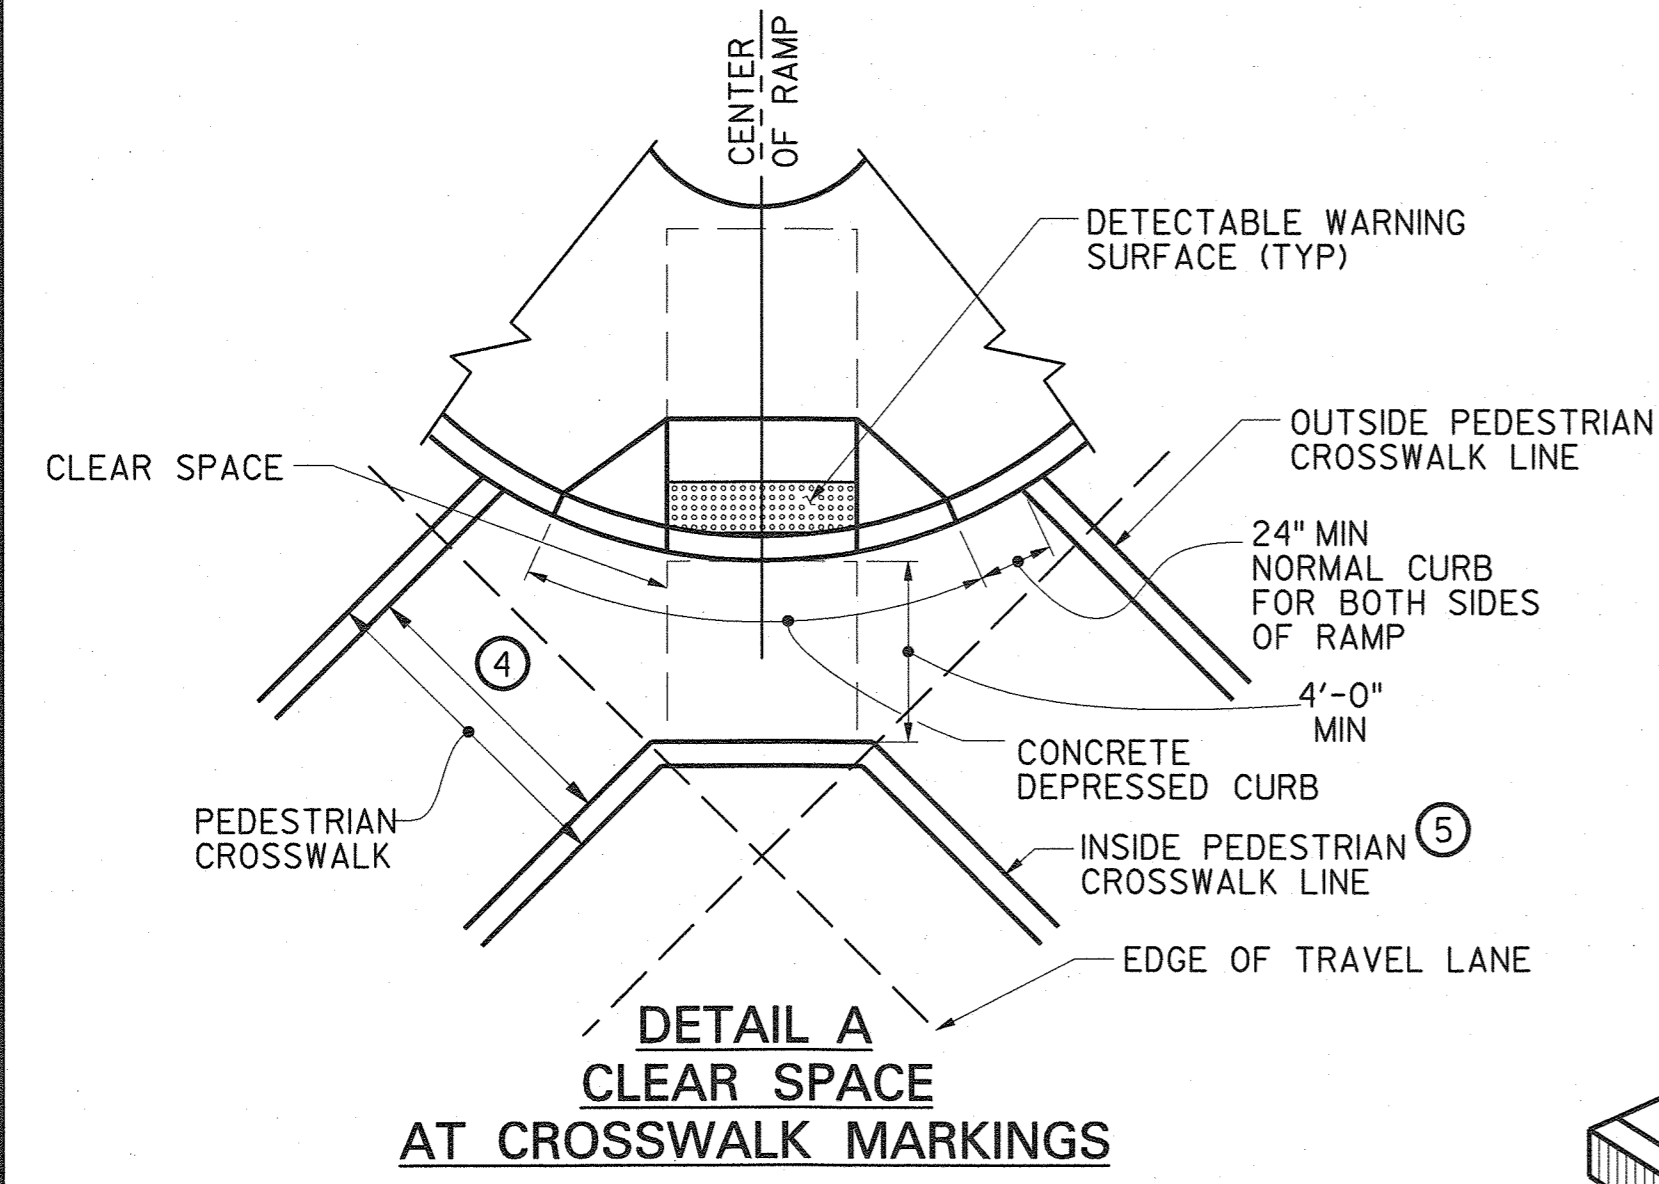 CENTER
OF RAMP
DETECTABLE WARNING
SURFACE (TYP)
OUTSIDE PEDESTRIAN
CROSSWALK LINE
CLEAR SPACE
24" MIN
NORMAL CURB
FOR BOTH SIDES
OF RAMP
4
4'-0"
MIN
CONCRETE
DEPRESSED CURB
PEDESTRIAN
CROSSWALK
INSIDE PEDESTRIAN 5
CROSSWALK LINE
EDGE OF TRAVEL LANE
DETAIL A
CLEAR SPACE
AT CROSSWALK MARKINGS